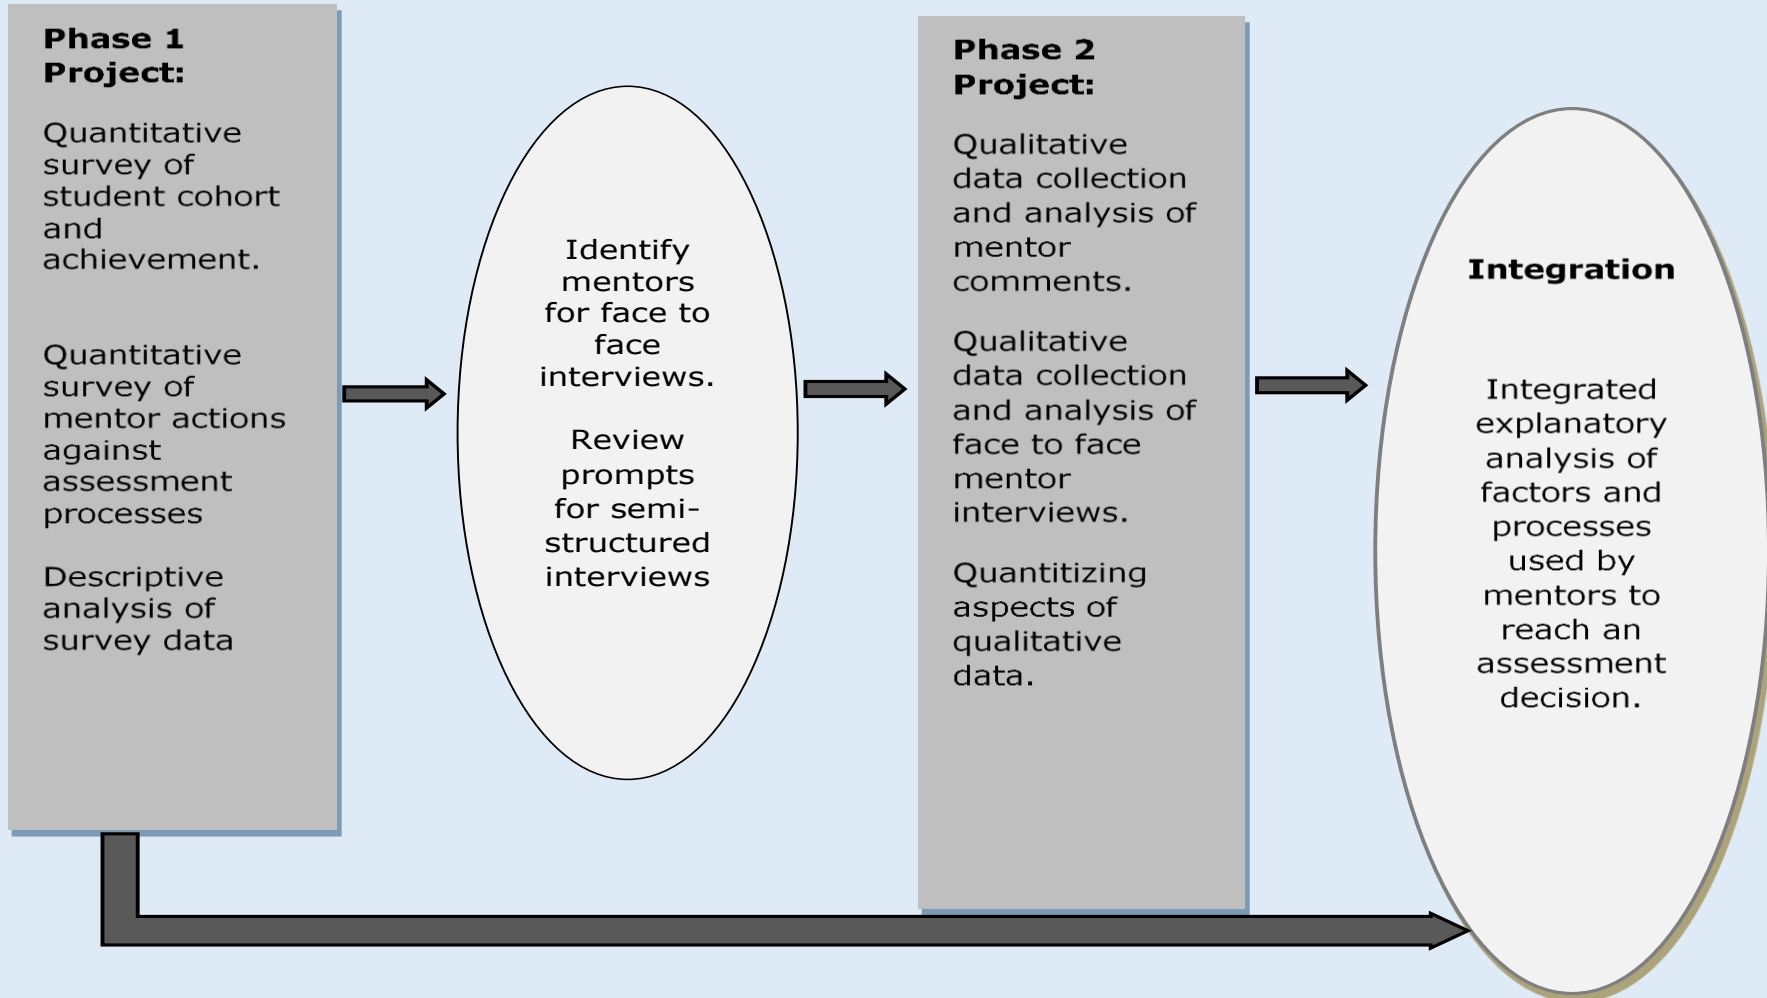 Phase 1
Project:
Quantitative
survey of
student cohort
and
achievement.
Quantitative
survey of
mentor actions
against
assessment
processes
Descriptive
analysis of
survey data
Identify
mentors
for face to
face
interviews.
Review
prompts
for semi-
structured
interviews
Phase 2
Project:
Qualitative
data collection
and analysis of
mentor
comments.
Qualitative
data collection
and analysis of
face to face
mentor
interviews.
Quantitizing
aspects of
qualitative
data.
Integration
Integrated
explanatory
analysis of
factors and
processes
used by
mentors to
reach an
assessment
decision.